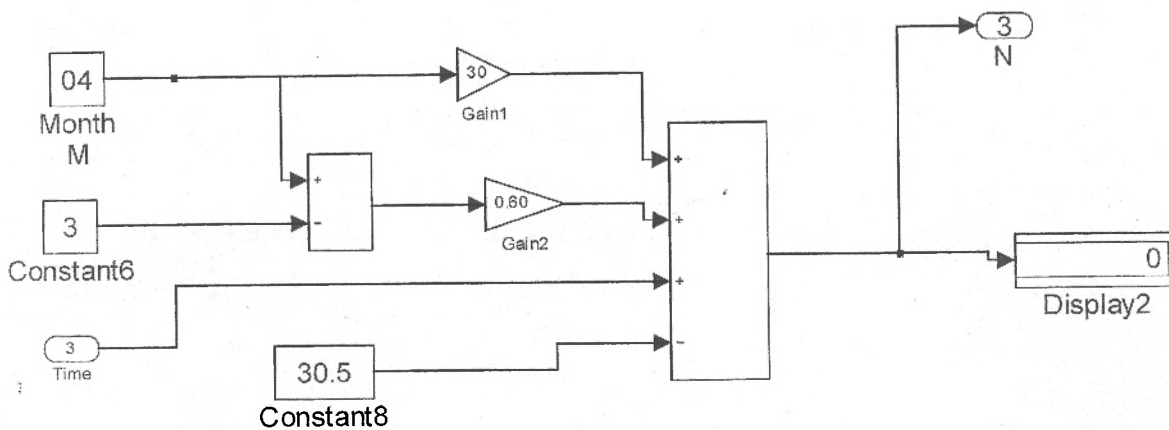 3
N
04
Month
M
30
Gain1
+
+
-
0.60
Gain2
+
+
-
3
Constant6
0
Display2
3
Time
30.5
Constant8